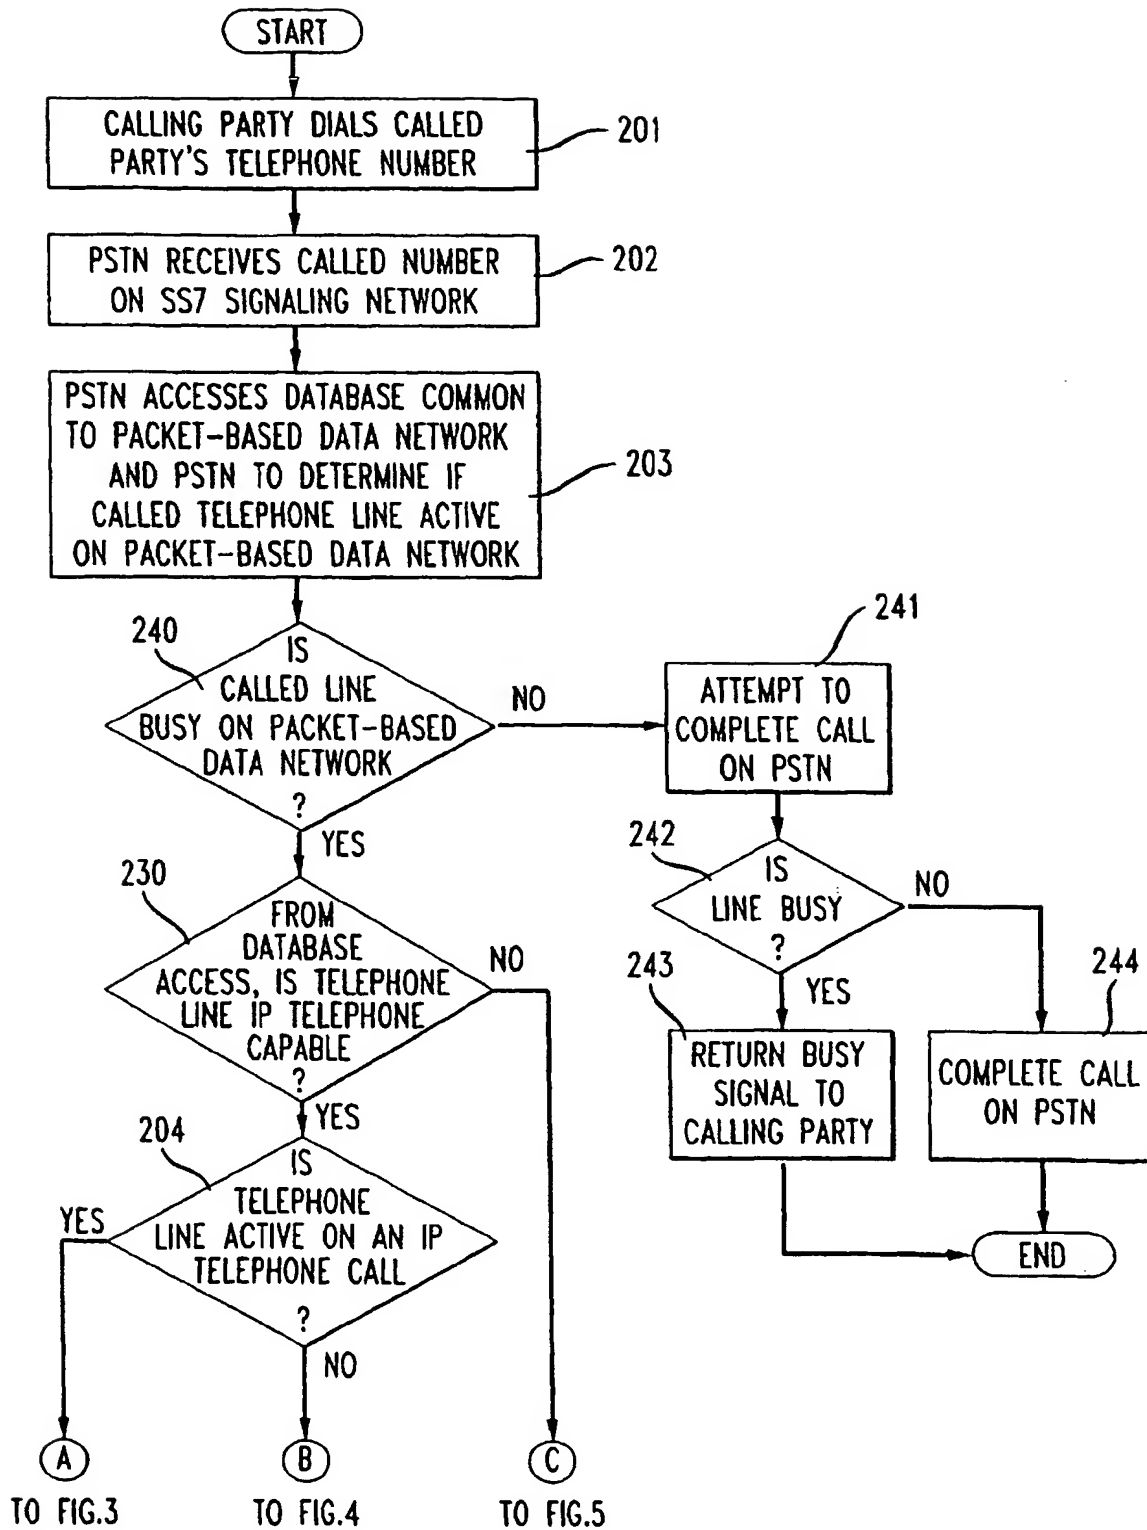 START
CALLING PARTY DIALS CALLED
PARTY'S TELEPHONE NUMBER
201
PSTN RECEIVES CALLED NUMBER
ON SS7 SIGNALING NETWORK
202
PSTN ACCESSES DATABASE COMMON
TO PACKET-BASED DATA NETWORK
AND PSTN TO DETERMINE IF
CALLED TELEPHONE LINE ACTIVE
ON PACKET-BASED DATA NETWORK
203
240
IS
CALLED LINE
BUSY ON PACKET-BASED
DATA NETWORK
?
NO
YES
241
ATTEMPT TO
COMPLETE CALL
ON PSTN
242
IS
LINE BUSY
?
NO
YES
243
RETURN BUSY
SIGNAL TO
CALLING PARTY
244
COMPLETE CALL
ON PSTN
END
230
FROM
DATABASE
ACCESS, IS TELEPHONE
LINE IP TELEPHONE
CAPABLE
?
NO
YES
204
IS
TELEPHONE
LINE ACTIVE ON AN IP
TELEPHONE CALL
?
YES
NO
A
TO FIG.3
B
TO FIG.4
C
TO FIG.5